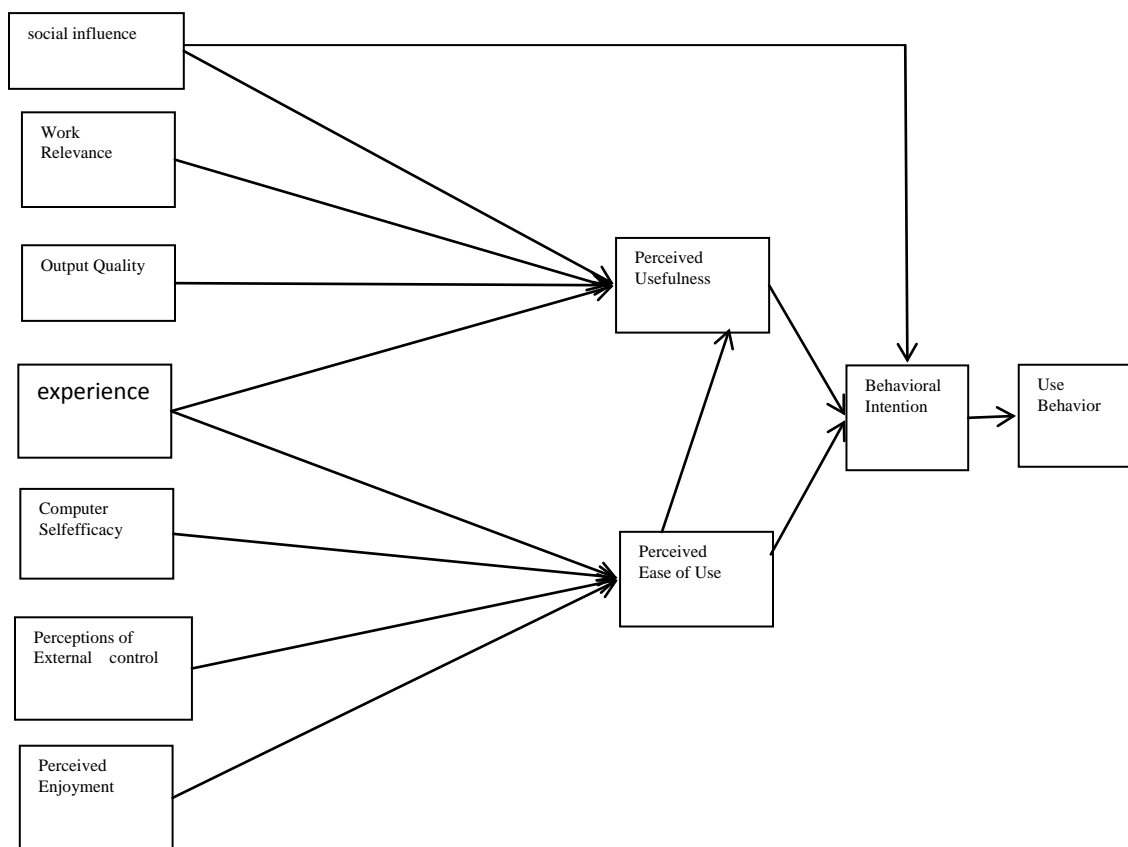 social influence
Work
Relevance
Output Quality
Perceived
Usefulness
experience
Behavioral
Intention
Use
Behavior
Computer
Selfefficacy
Perceived
Ease of Use
Perceptions of
External control
Perceived
Enjoyment